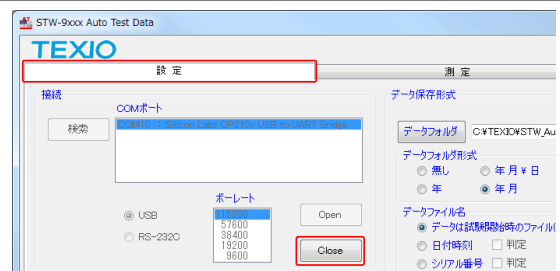 STW-9xxx Auto Test Data
TEXIO
設 定
測 定
接続
COMポート
検索
COM10 : Silicon Labs CP210x USB to UART Bridge
ボーレート
USB
RS-232C
115200
57600
38400
19200
9600
Open
Close
データ保存形式
データフォルダ
C:¥TEXIO¥STW_Au
データフォルダ形式
無し
年 月 ¥ 日
年
年 月
データファイル名
データは試験開始時のファイル(
日付時刻
判定
シリアル番号
判定